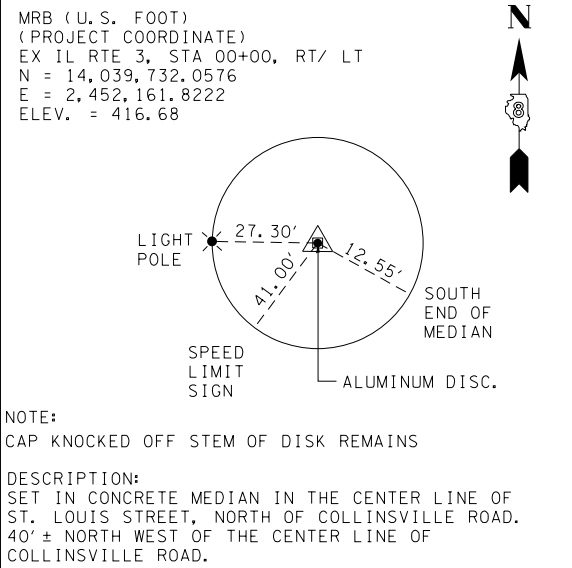 MRB (U.S. FOOT)
(PROJECT COORDINATE)
EX IL RTE 3, STA 00+00, RT/ LT
N = 14,039,732.0576
E = 2,452,161.8222
ELEV. = 416.68
N
8
LIGHT
POLE
27.30'
41.00'
12.55'
SOUTH
END OF
MEDIAN
SPEED
LIMIT
SIGN
ALUMINUM DISC.
NOTE:
CAP KNOCKED OFF STEM OF DISK REMAINS
DESCRIPTION:
SET IN CONCRETE MEDIAN IN THE CENTER LINE OF
ST. LOUIS STREET, NORTH OF COLLINSVILLE ROAD.
40'± NORTH WEST OF THE CENTER LINE OF
COLLINSVILLE ROAD.